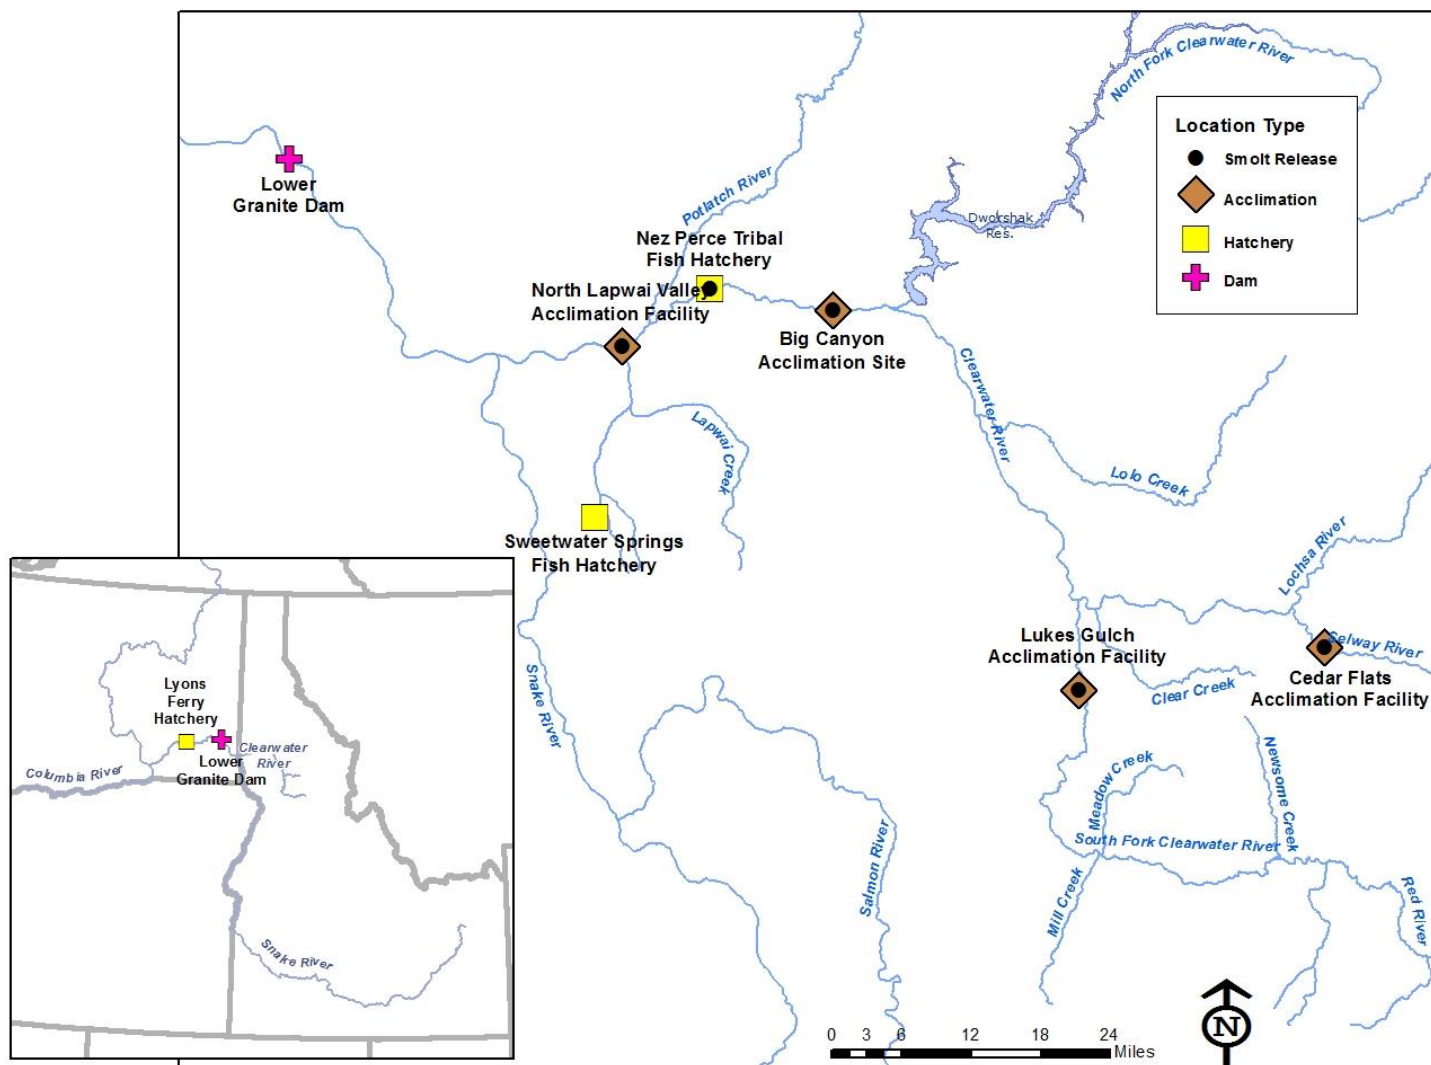 North Fork Clearwater River
Location Type
Smolt Release
Acclimation
Hatchery
Dam
Lower
Granite Dam
Potlatch River
Dworshak
Res.
Nez Perce Tribal
Fish Hatchery
North Lapwai Valley
Acclimation Facility
Big Canyon
Acclimation Site
Clearwater River
Lapwai Creek
Lolo Creek
Sweetwater Springs
Fish Hatchery
Lochsa River
Lukes Gulch
Acclimation Facility
Selway River
Cedar Flats
Acclimation Facility
Clear Creek
Snake River
Newsome Creek
Meadow Creek
South Fork Clearwater River
Salmon River
Mill Creek
Red River
Lyons
Ferry
Hatchery
Clearwater
River
Lower
Granite Dam
Columbia River
Snake River
0 3 6 12 18 24
Miles
N